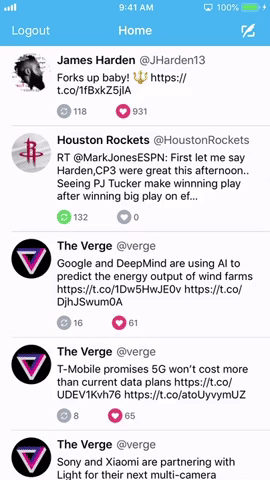 9:41 AM 100%
Logout Home
James Harden @JHarden13
Forks up baby! 🔱 https://
t.co/1fBxkZ5jlA
118 931
Houston Rockets @HoustonRockets
RT @MarkJonesESPN: First let me say
Harden,CP3 were great this afternoon..
Seeing PJ Tucker make winnning play
after winning big play on ef...
132 0
The Verge @verge
Google and DeepMind are using AI to
predict the energy output of wind farms
https://t.co/1Dw5HwJE0v https://t.co/
DjhJSwum0A
16 61
The Verge @verge
T-Mobile promises 5G won’t cost more
than current data plans https://t.co/
UDEV1Kvh76 https://t.co/atoUyvymUZ
8 65
The Verge @verge
Sony and Xiaomi are partnering with
Light for their next multi-camera